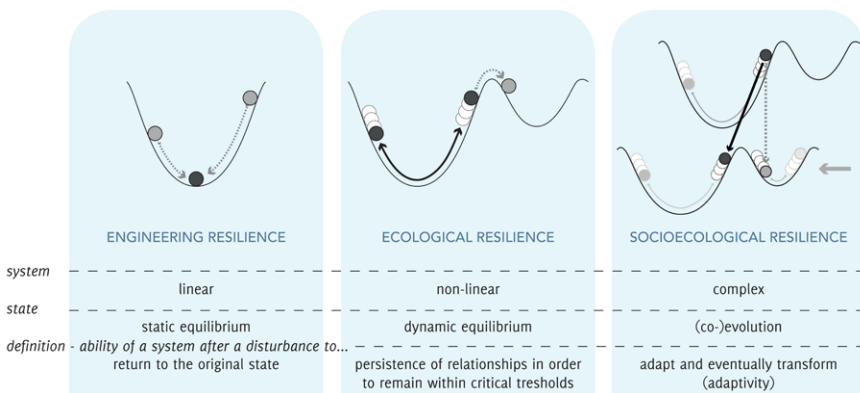 ENGINEERING RESILIENCE
ECOLOGICAL RESILIENCE
SOCIOECOLOGICAL RESILIENCE
system
linear
non-linear
complex
state
static equilibrium
dynamic equilibrium
(co-)evolution
definition - ability of a system after a disturbance to...
return to the original state
persistence of relationships in order
to remain within critical tresholds
adapt and eventually transform
(adaptivity)